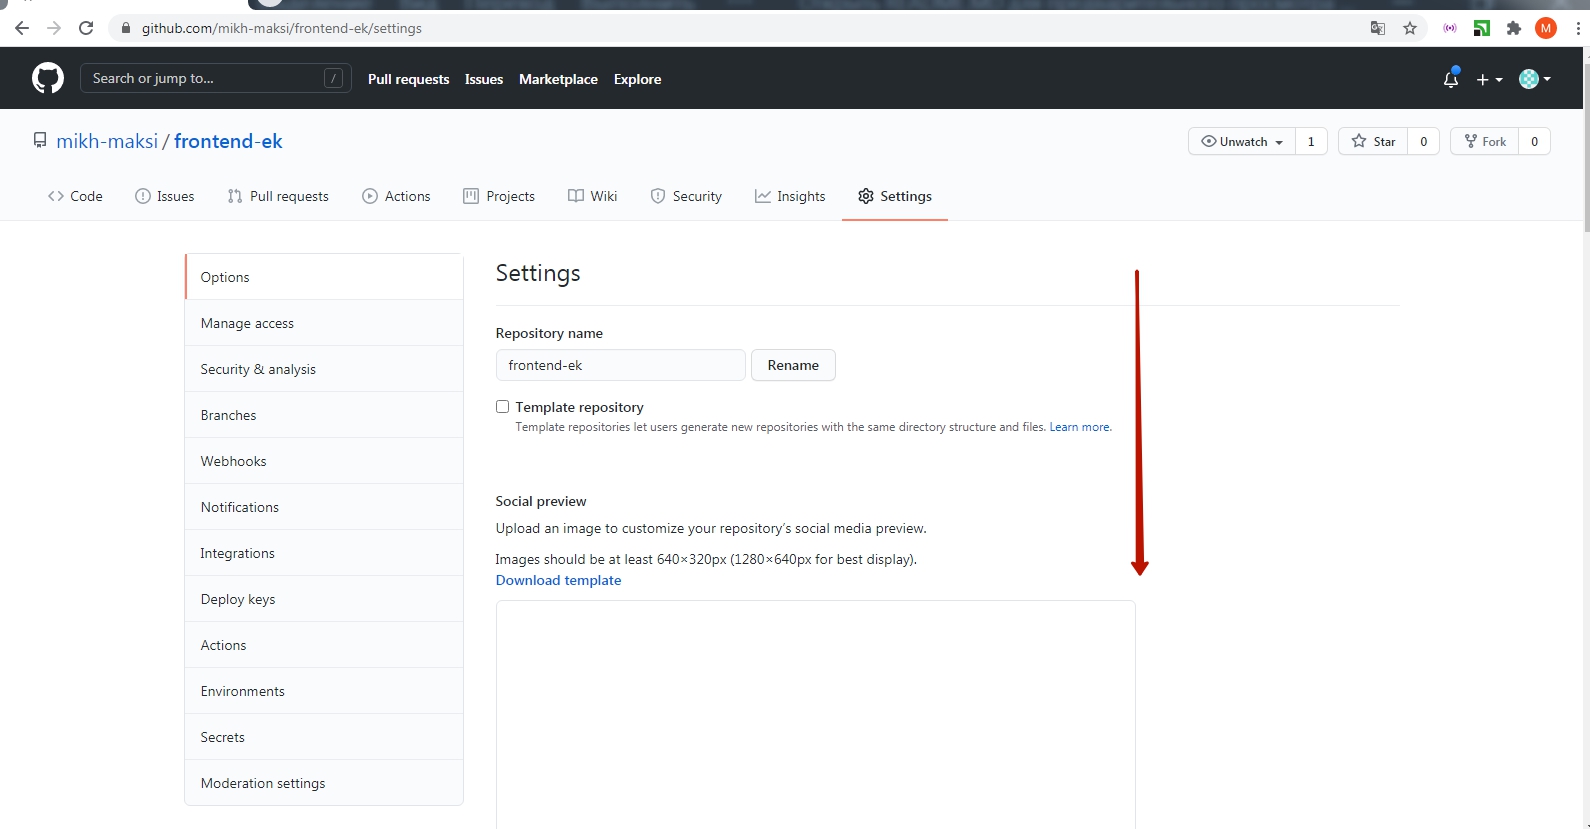 github.com/mikh-maksi/frontend-ek/settings
M
Search or jump to... /
Pull requests Issues Marketplace Explore
mikh-maksi / frontend-ek
Unwatch 1 Star 0 Fork 0
Code Issues Pull requests Actions Projects Wiki Security Insights Settings
Options
Manage access
Security & analysis
Branches
Webhooks
Notifications
Integrations
Deploy keys
Actions
Environments
Secrets
Moderation settings
Settings
Repository name
frontend-ek Rename
Template repository
Template repositories let users generate new repositories with the same directory structure and files. Learn more.
Social preview
Upload an image to customize your repository’s social media preview.
Images should be at least 640×320px (1280×640px for best display).
Download template